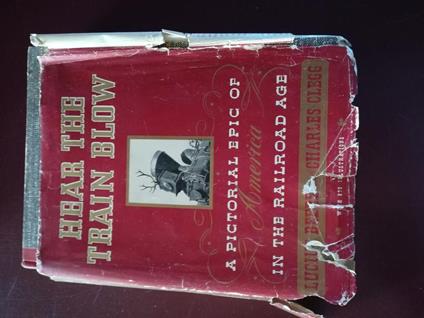 HEAR THE
TRAIN BLOW
A PICTORIAL EPIC OF
America
IN THE RAILROAD AGE
CHARLES CLEGG